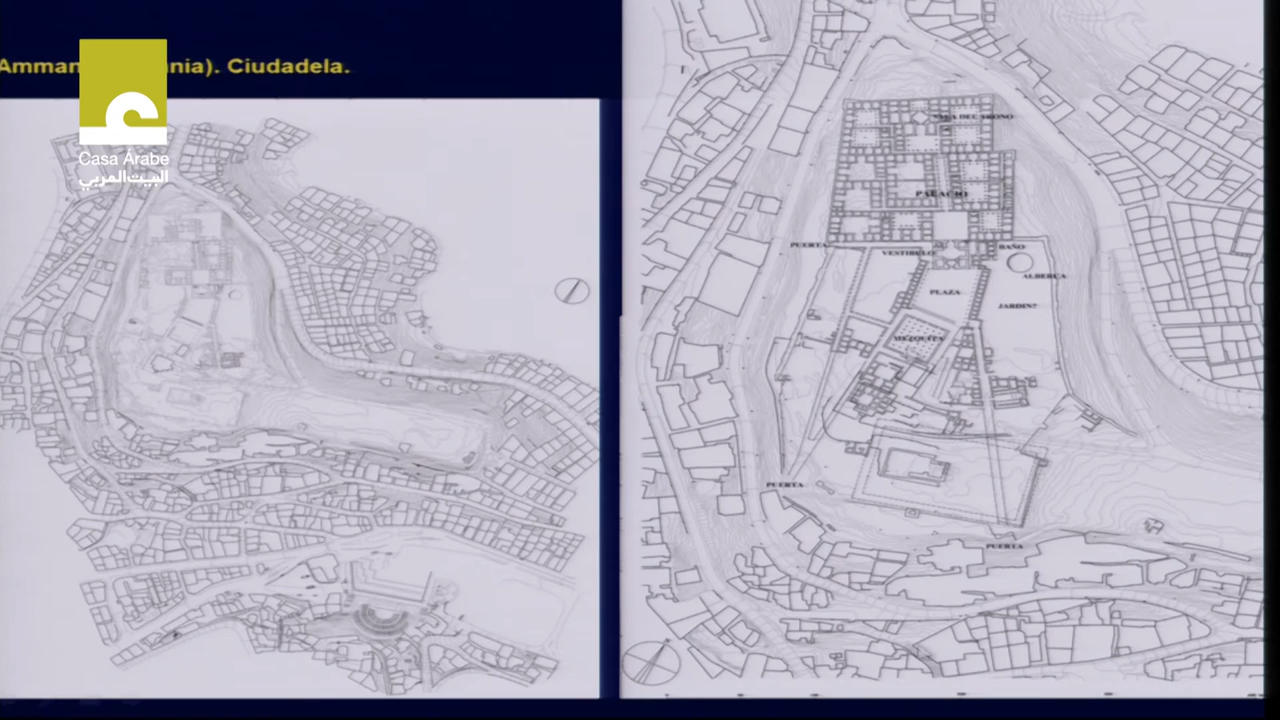 Amman
nia). Ciudadela.
Casa Árabe
البيت العربي
SALA DEL TRONO
PALACIO
PUERTA
VESTIBULO
BAÑO
ALBERCA
PLAZA
JARDIN?
MEZQUITA
PUERTA
PUERTA